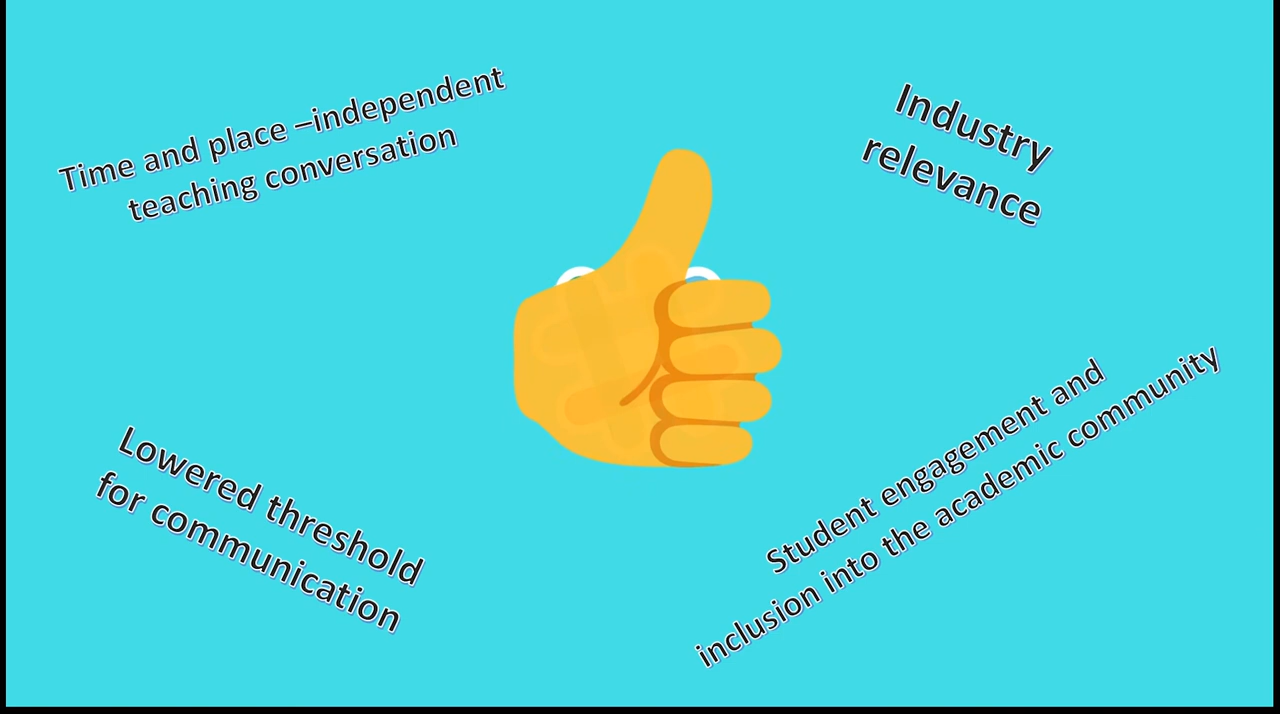 Time and place –independent
teaching conversation
Industry
relevance
Lowered threshold
for communication
Student engagement and
inclusion into the academic community